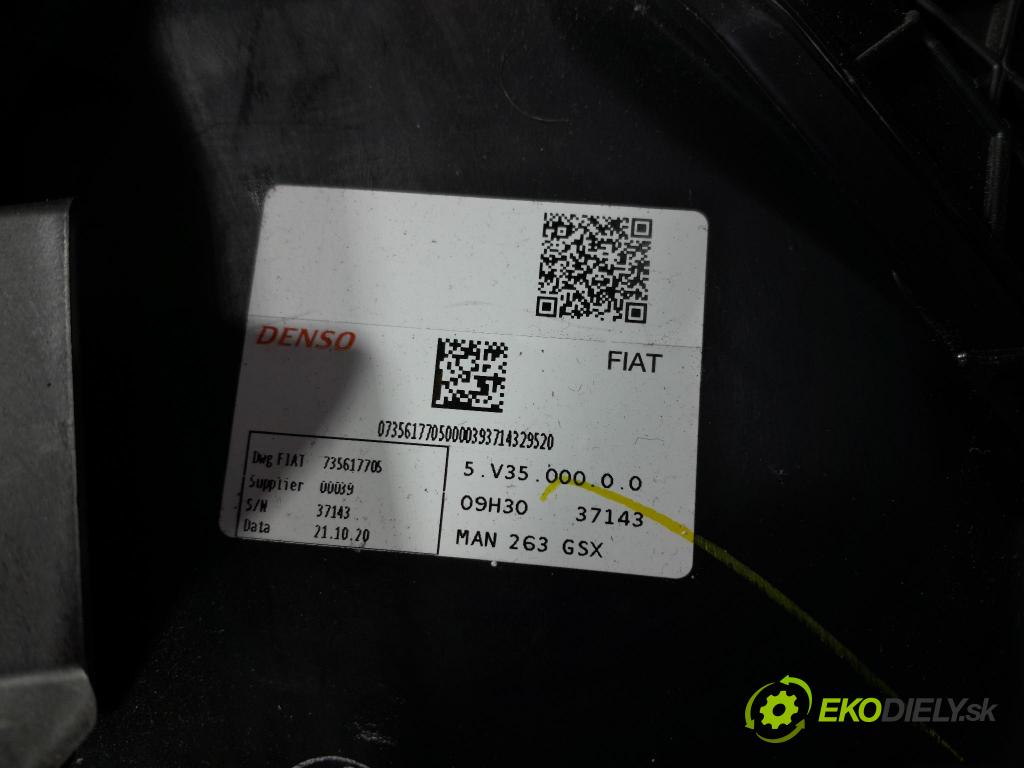 DENSO
FIAT
07356177050000393714329520
Dwg FIAT 735617705
Supplier 00039
S/N 37143
Data 21.10.20
5.V35.000.0.0
09H30 37143
MAN 263 GSX
EKODIELY.sk